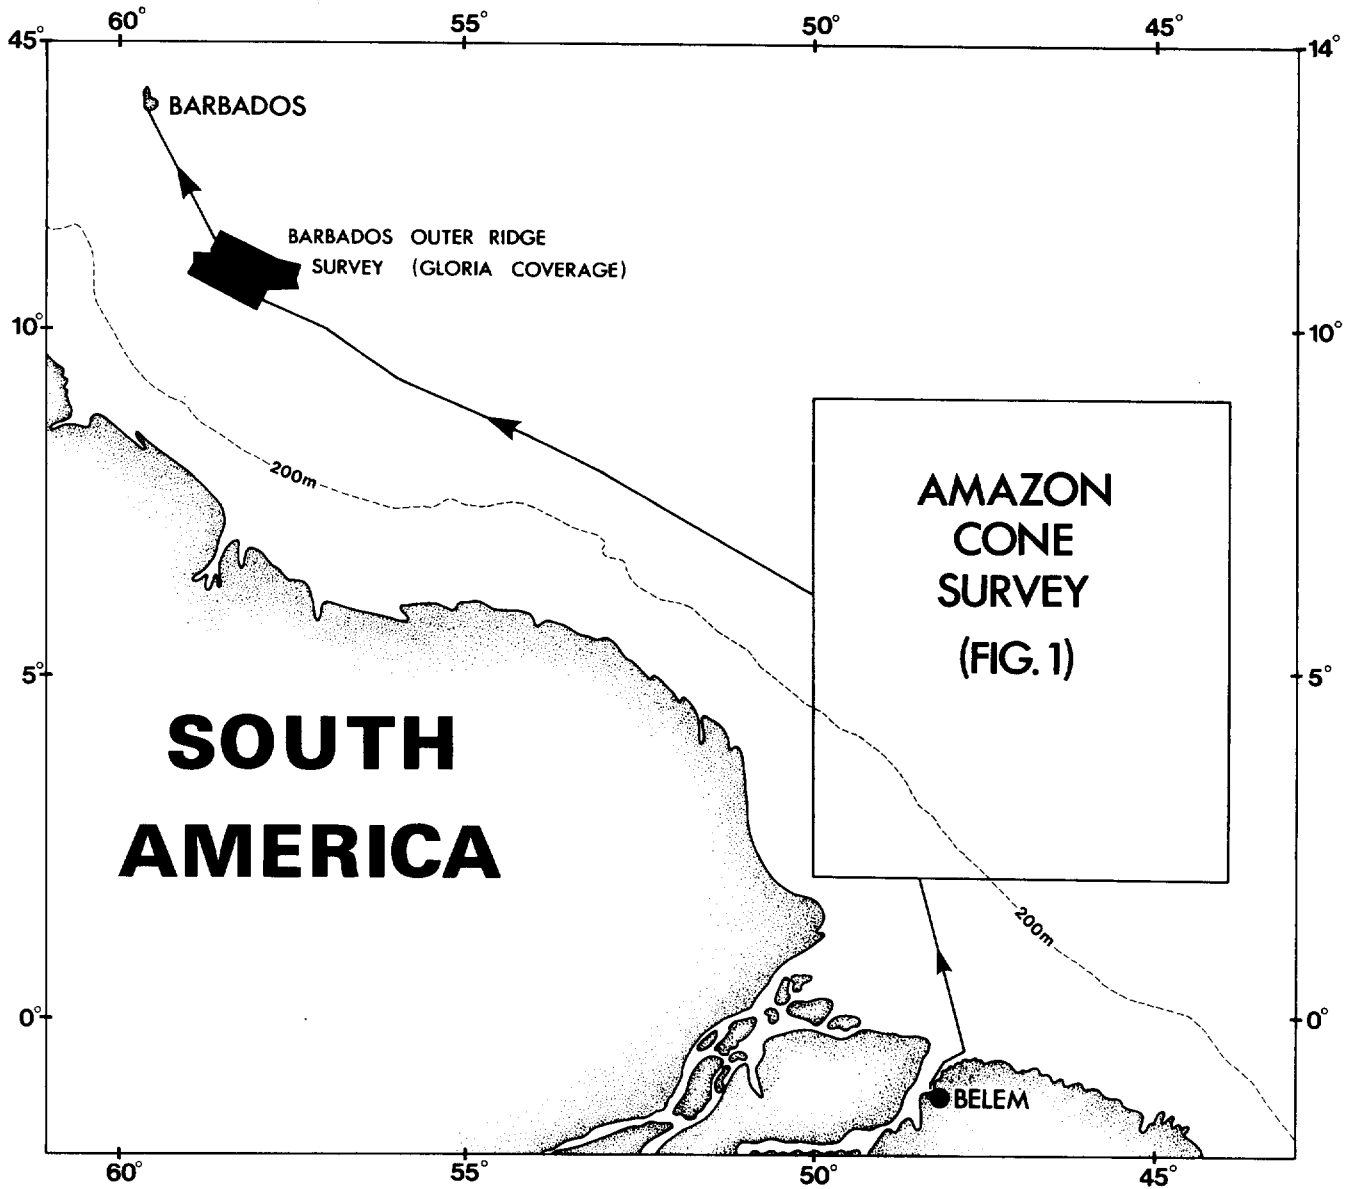 60° 55° 50° 45°
45° 14°
BARBADOS
BARBADOS OUTER RIDGE
SURVEY (GLORIA COVERAGE)
10° 10°
200m
AMAZON
CONE
SURVEY
(FIG. 1)
5° 5°
SOUTH
AMERICA
200m
0° 0°
BELEM
60° 55° 50° 45°